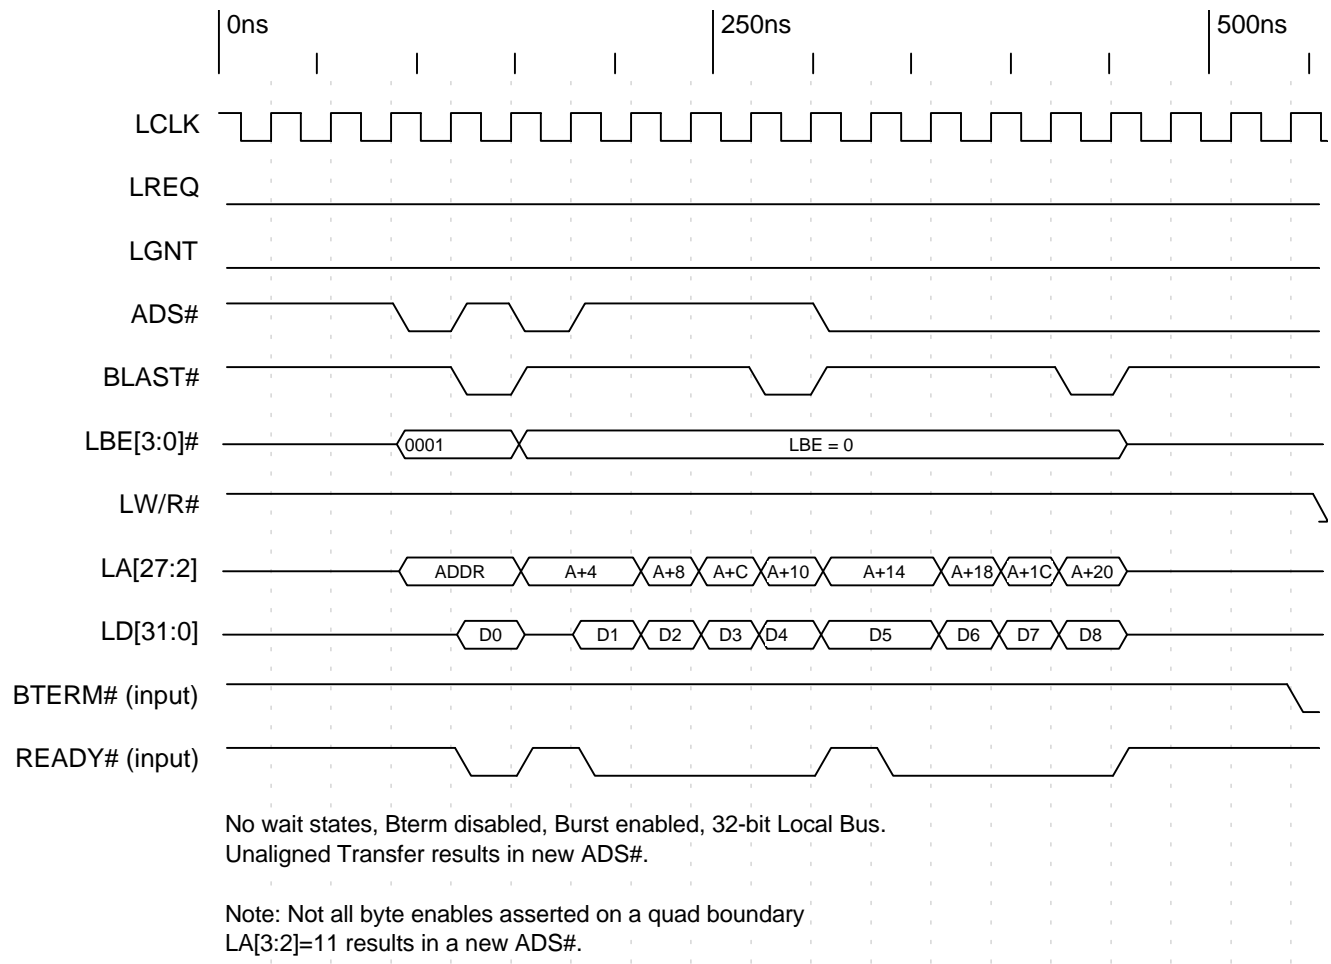 0ns 250ns 500ns
LCLK
LREQ
LGNT
ADS#
BLAST#
LBE[3:0]# 0001 LBE = 0
LW/R#
LA[27:2] ADDR A+4 A+8 A+C A+10 A+14 A+18 A+1C A+20
LD[31:0] D0 D1 D2 D3 D4 D5 D6 D7 D8
BTERM# (input)
READY# (input)
No wait states, Bterm disabled, Burst enabled, 32-bit Local Bus.
Unaligned Transfer results in new ADS#.
Note: Not all byte enables asserted on a quad boundary
LA[3:2]=11 results in a new ADS#.